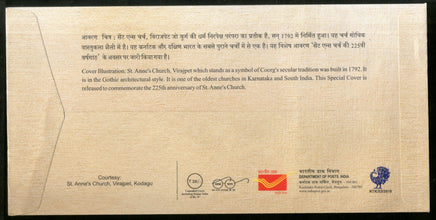 आवरण चित्र : सेंट एन्स चर्च, विराजपेट जो कुर्ग की धर्म निरपेक्ष परंपरा का प्रतीक है, सन् 1792 में निर्मित हुआ। यह चर्च गोथिक
वास्तुकला शैली में है। यह कर्नाटक और दक्षिण भारत के सबसे पुराने चर्चों में से एक है। यह विशेष आवरण "सेंट एन्स चर्च की 225वीं
वर्षगांठ" के अवसर पर जारी किया गया है।
Cover Illustration: St. Anne's Church, Virajpet which stands as a symbol of Coorg's secular tradition was built in 1792. It
is in the Gothic architectural style. It is one of the oldest churches in Karnataka and South India. This Special Cover is
released to commemorate the 225th anniversary of St. Anne's Church.
Courtesy:
St. Anne's Church, Virajpet, Kodagu
भारतीय डाक विभाग
DEPARTMENT OF POSTS, INDIA